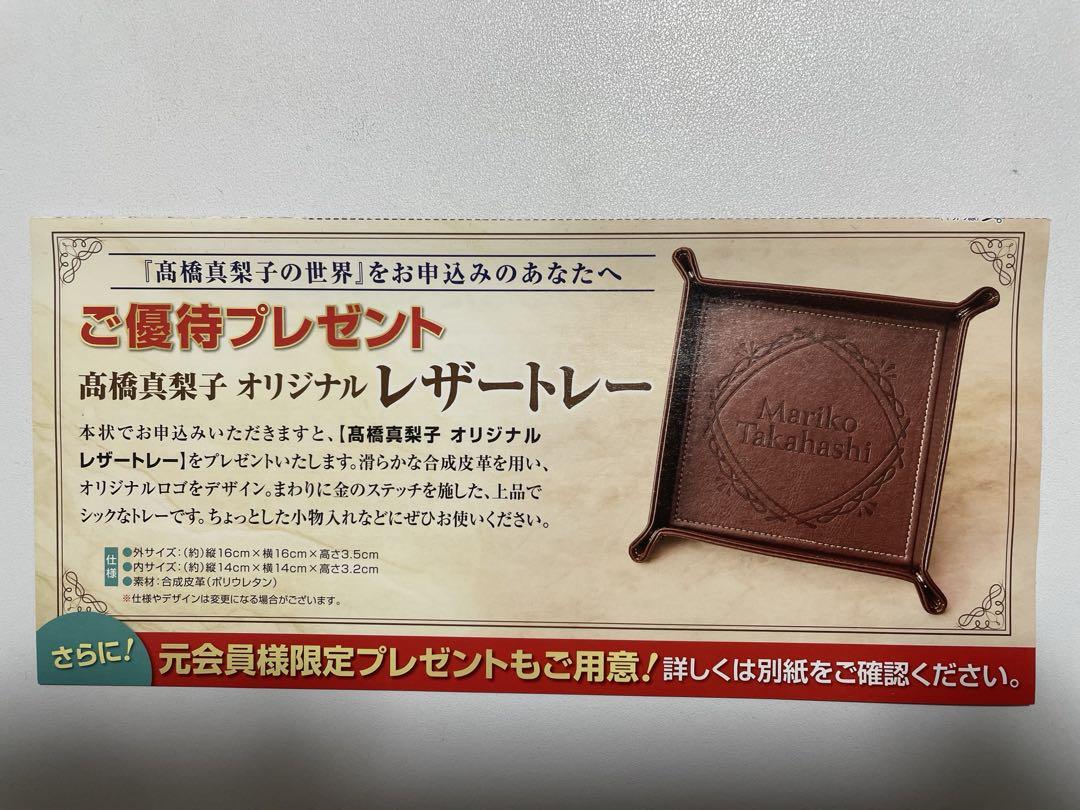 『髙橋真梨子の世界』をお申込みのあなたへ
ご優待プレゼント
髙橋真梨子 オリジナル レザートレー
本状でお申込みいただきますと、【髙橋真梨子 オリジナル
レザートレー】をプレゼントいたします。滑らかな合成皮革を用い、
オリジナルロゴをデザイン。まわりに金のステッチを施した、上品で
シックなトレーです。ちょっとした小物入れなどにぜひお使いください。
仕様
●外サイズ：(約)縦16cm×横16cm×高さ3.5cm
●内サイズ：(約)縦14cm×横14cm×高さ3.2cm
●素材：合成皮革(ポリウレタン)
※仕様やデザインは変更になる場合がございます。
Mariko
Takahashi
さらに！
元会員様限定プレゼントもご用意！詳しくは別紙をご確認ください。